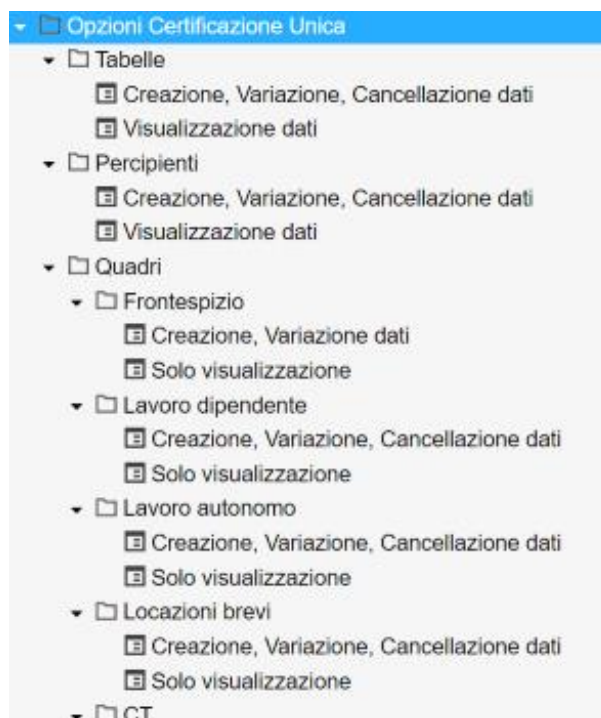 Opzioni Certificazione Unica
Tabelle
Creazione, Variazione, Cancellazione dati
Visualizzazione dati
Percipienti
Creazione, Variazione, Cancellazione dati
Visualizzazione dati
Quadri
Frontespizio
Creazione, Variazione dati
Solo visualizzazione
Lavoro dipendente
Creazione, Variazione, Cancellazione dati
Solo visualizzazione
Lavoro autonomo
Creazione, Variazione, Cancellazione dati
Solo visualizzazione
Locazioni brevi
Creazione, Variazione, Cancellazione dati
Solo visualizzazione
CT